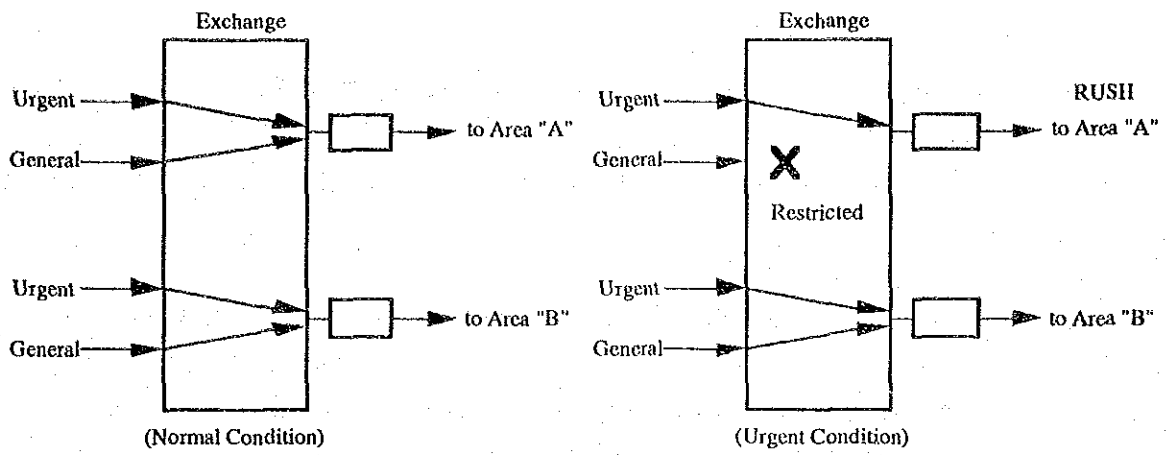 Exchange
Urgent
General
to Area "A"
Urgent
General
to Area "B"
(Normal Condition)
Exchange
Urgent
General
RUSH
to Area "A"
Restricted
Urgent
General
to Area "B"
(Urgent Condition)